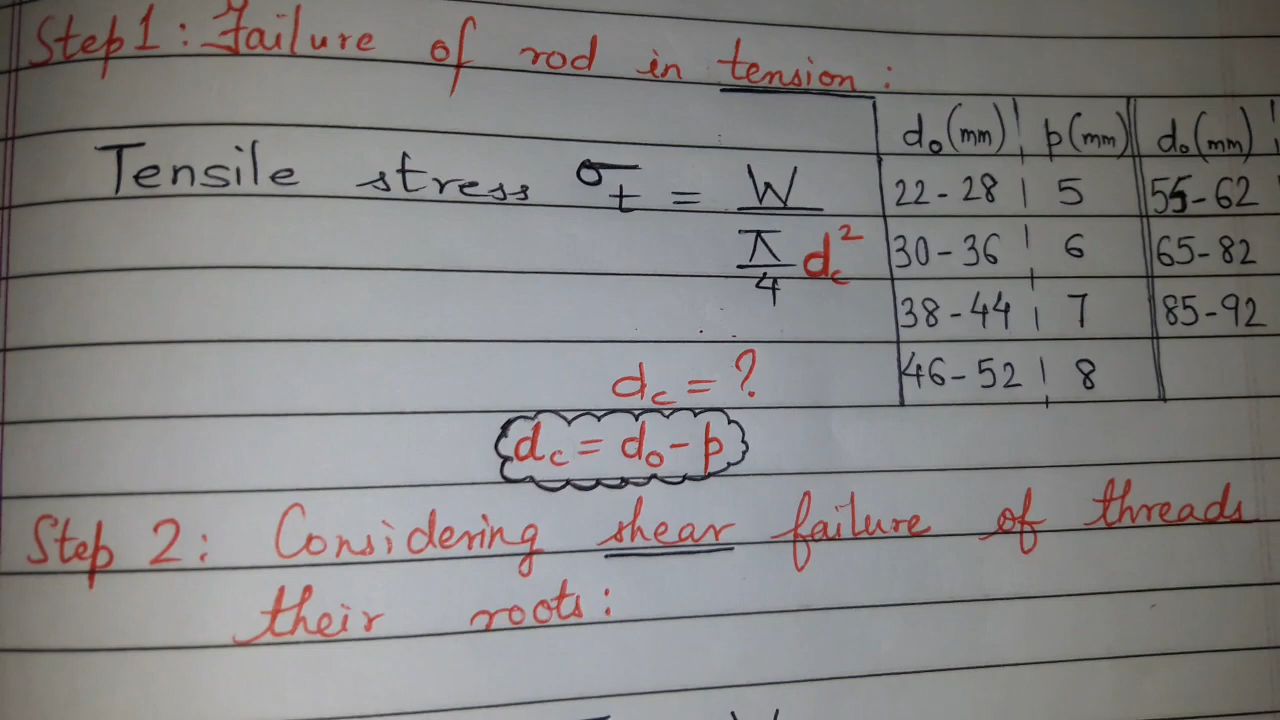 Step 1: Failure of rod in tension:
Tensile stress σt = W
π/4 dc²
d₀ (mm) p (mm) d₀ (mm)
22-28 5 55-62
30-36 6 65-82
38-44 7 85-92
46-52 8
dc = ?
dc = d₀ - p
Step 2: Considering shear failure of threads
their roots: